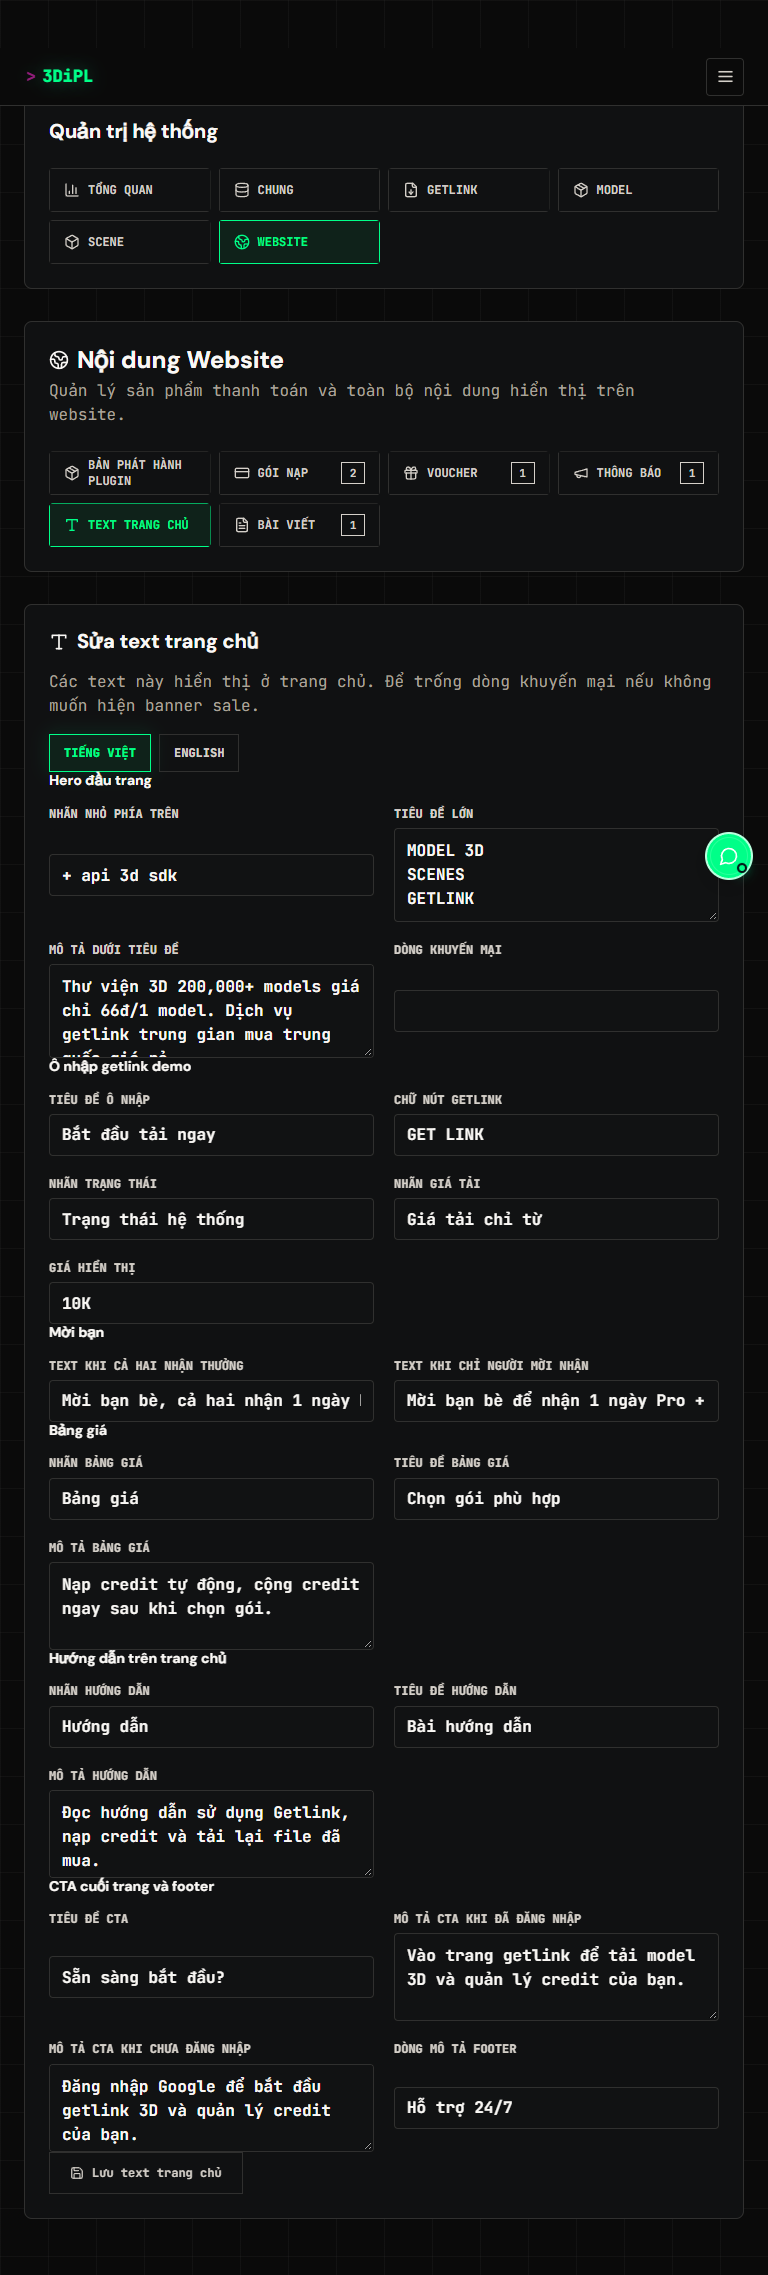 > 3DiPL
Quản trị hệ thống
TỔNG QUAN
CHUNG
GETLINK
MODEL
SCENE
WEBSITE
Nội dung Website
Quản lý sản phẩm thanh toán và toàn bộ nội dung hiển thị trên
website.
BẢN PHÁT HÀNH
PLUGIN
GÓI NẠP 2
VOUCHER 1
THÔNG BÁO 1
TEXT TRANG CHỦ
BÀI VIẾT 1
Sửa text trang chủ
Các text này hiển thị ở trang chủ. Để trống dòng khuyến mại nếu không
muốn hiện banner sale.
TIẾNG VIỆT
ENGLISH
Hero đầu trang
NHÃN NHỎ PHÍA TRÊN
+ api 3d sdk
TIÊU ĐỀ LỚN
MODEL 3D
SCENES
GETLINK
MÔ TẢ DƯỚI TIÊU ĐỀ
Thư viện 3D 200,000+ models giá
chỉ 66đ/1 model. Dịch vụ
getlink trung gian mua trung
quốc giá rẻ
DÒNG KHUYẾN MẠI
Ô nhập getlink demo
TIÊU ĐỀ Ô NHẬP
Bắt đầu tải ngay
CHỮ NÚT GETLINK
GET LINK
NHÃN TRẠNG THÁI
Trạng thái hệ thống
NHÃN GIÁ TẢI
Giá tải chỉ từ
GIÁ HIỂN THỊ
10K
Mời bạn
TEXT KHI CẢ HAI NHẬN THƯỞNG
Mời bạn bè, cả hai nhận 1 ngày
TEXT KHI CHỈ NGƯỜI MỜI NHẬN
Mời bạn bè để nhận 1 ngày Pro +
Bảng giá
NHÃN BẢNG GIÁ
Bảng giá
TIÊU ĐỀ BẢNG GIÁ
Chọn gói phù hợp
MÔ TẢ BẢNG GIÁ
Nạp credit tự động, cộng credit
ngay sau khi chọn gói.
Hướng dẫn trên trang chủ
NHÃN HƯỚNG DẪN
Hướng dẫn
TIÊU ĐỀ HƯỚNG DẪN
Bài hướng dẫn
MÔ TẢ HƯỚNG DẪN
Đọc hướng dẫn sử dụng Getlink,
nạp credit và tải lại file đã
mua.
CTA cuối trang và footer
TIÊU ĐỀ CTA
Sẵn sàng bắt đầu?
MÔ TẢ CTA KHI ĐÃ ĐĂNG NHẬP
Vào trang getlink để tải model
3D và quản lý credit của bạn.
MÔ TẢ CTA KHI CHƯA ĐĂNG NHẬP
Đăng nhập Google để bắt đầu
getlink 3D và quản lý credit
của bạn.
DÒNG MÔ TẢ FOOTER
Hỗ trợ 24/7
Lưu text trang chủ